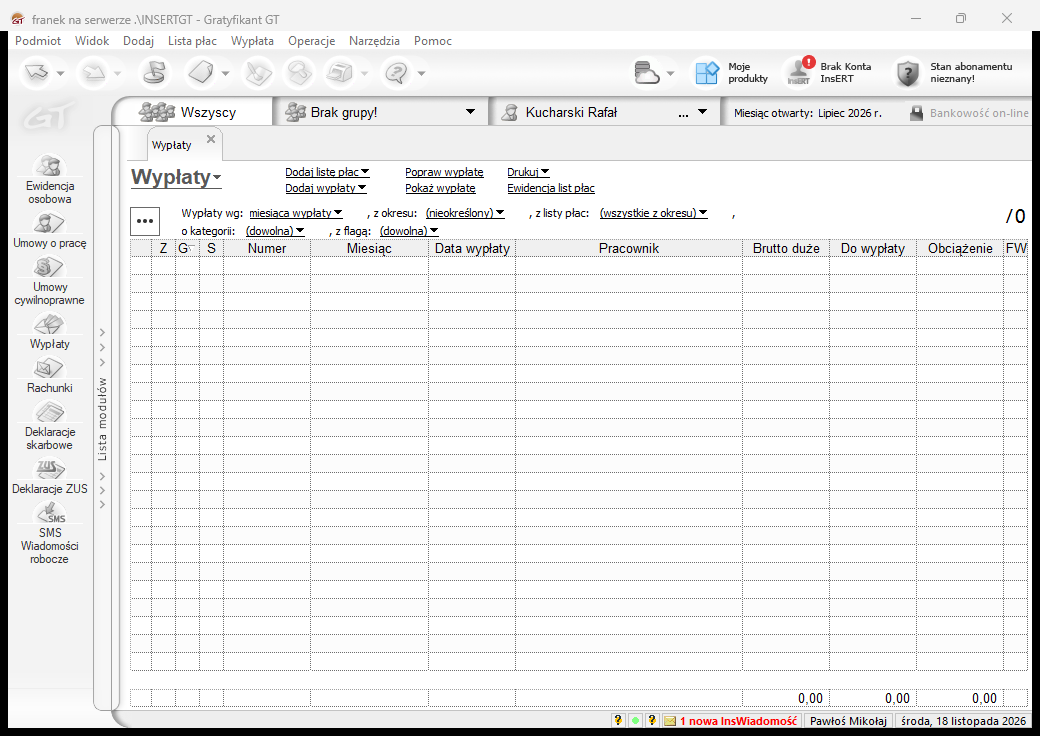 franek na serwerze .\INSERTGT - Gratyfikant GT
Podmiot Widok Dodaj Lista płac Wypłata Operacje Narzędzia Pomoc
Moje produkty
Brak Konta InsERT
Stan abonamentu nieznany!
GT
Wszyscy Brak grupy! Kucharski Rafał ... Miesiąc otwarty: Lipiec 2026 r. Bankowość on-line
Wypłaty
Wypłaty
Dodaj listę płac Popraw wypłatę Drukuj
Dodaj wypłaty Pokaż wypłatę Ewidencja list płac
Wypłaty wg: miesiąca wypłaty , z okresu: (nieokreślony) , z listy płac: (wszystkie z okresu) ,
o kategorii: (dowolna) , z flagą: (dowolna)
/0
Z G S Numer Miesiąc Data wypłaty Pracownik Brutto duże Do wypłaty Obciążenie FW
0,00 0,00 0,00
Ewidencja
osobowa
Umowy o pracę
Umowy
cywilnoprawne
Wypłaty
Rachunki
Deklaracje
skarbowe
ZUS
Deklaracje ZUS
SMS
SMS
Wiadomości
robocze
Lista modułów
? ? 1 nowa InsWiadomość Pawłoś Mikołaj środa, 18 listopada 2026